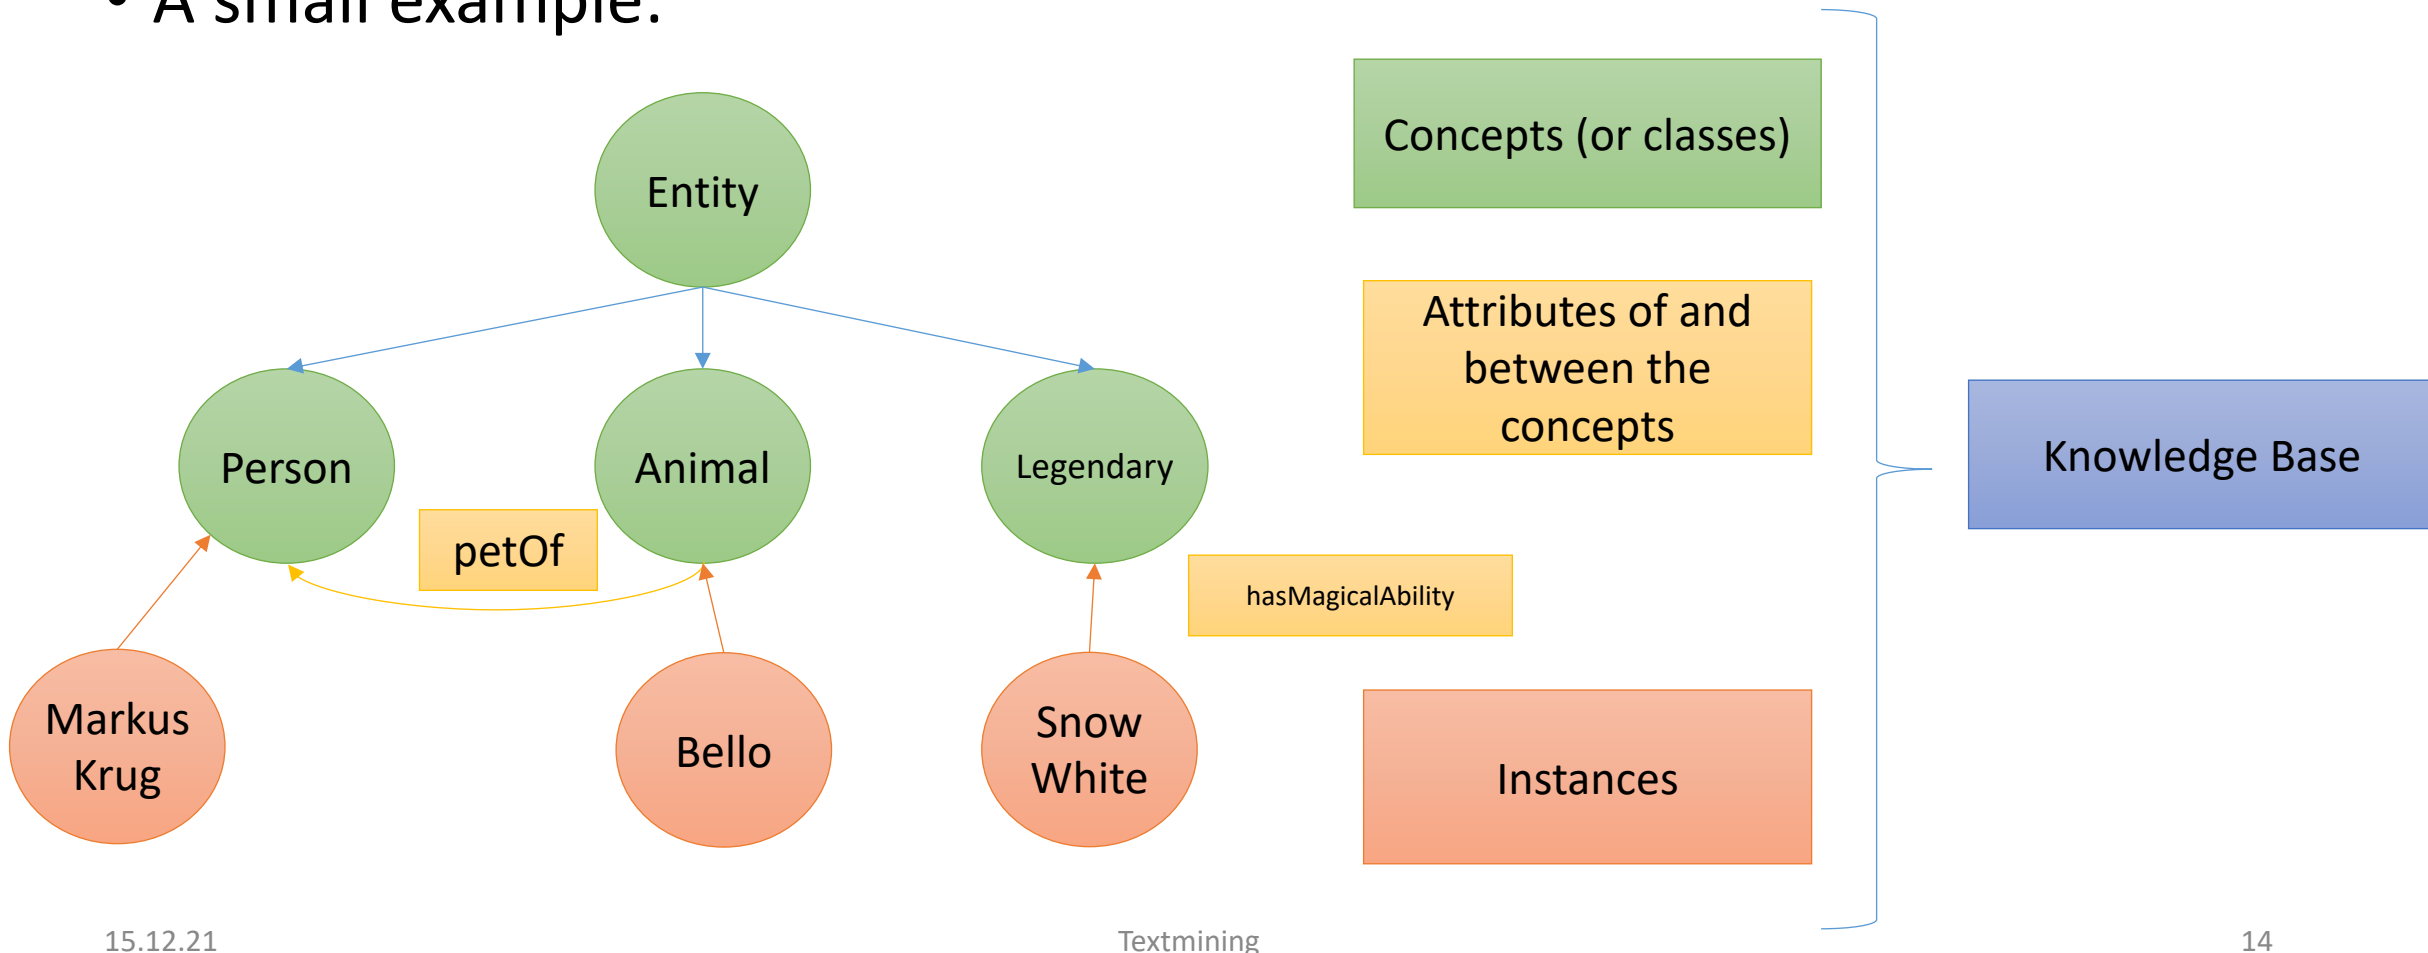 • A small example:
Entity
Person
Animal
Legendary
petOf
hasMagicalAbility
Markus
Krug
Bello
Snow
White
Concepts (or classes)
Attributes of and
between the
concepts
Instances
Knowledge Base
15.12.21
Textmining
14